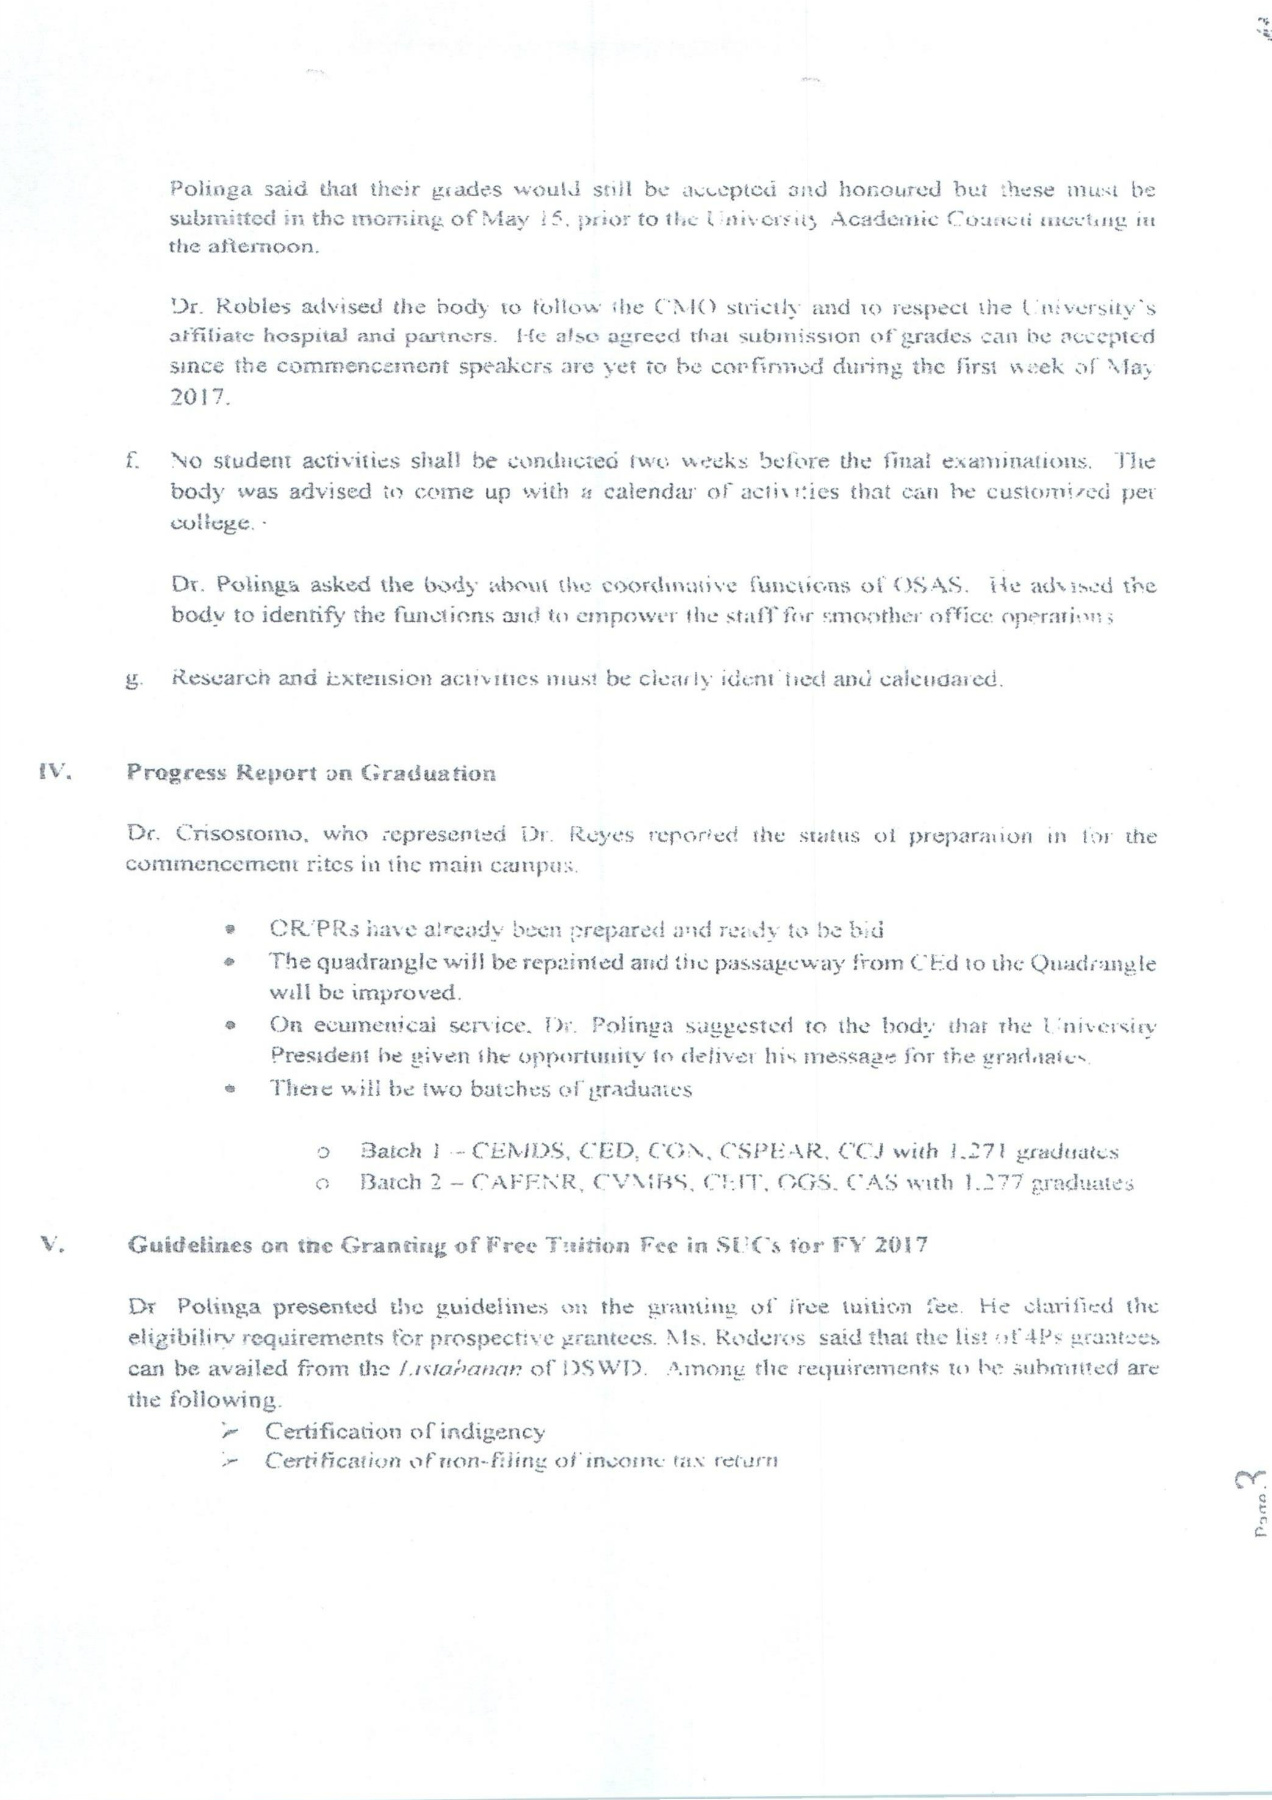 Polinga said that their grades would still be accepted and honoured but these must be
submitted in the morning of May 15, prior to the University Academic Council meeting in
the afternoon.
Dr. Robles advised the body to follow the CMO strictly and to respect the University's
affiliate hospital and partners. He also agreed that submission of grades can be accepted
since the commencement speakers are yet to be confirmed during the first week of May
2017.
f. No student activities shall be conducted two weeks before the final examinations. The
body was advised to come up with a calendar of activities that can be customized per
college.
Dr. Polinga asked the body about the coordinative functions of OSAS. He advised the
body to identify the functions and to empower the staff for smoother office operations
g. Research and Extension activities must be clearly identified and calendared.
IV. Progress Report on Graduation
Dr. Crisostomo, who represented Dr. Reyes reported the status of preparation in for the
commencement rites in the main campus.
• OR/PRs have already been prepared and ready to be bid
• The quadrangle will be repainted and the passageway from CEd to the Quadrangle
will be improved.
• On ecumenical service, Dr. Polinga suggested to the body that the University
President be given the opportunity to deliver his message for the graduates.
• There will be two batches of graduates
o Batch 1 – CEMDS, CED, CON, CSPEAR, CCJ with 1,271 graduates
o Batch 2 – CAFENR, CVMBS, CEIT, OGS, CAS with 1,277 graduates
V. Guidelines on the Granting of Free Tuition Fee in SUCs for FY 2017
Dr Polinga presented the guidelines on the granting of free tuition fee. He clarified the
eligibility requirements for prospective grantees. Ms. Roderos said that the list of 4Ps grantees
can be availed from the Listahanan of DSWD. Among the requirements to be submitted are
the following.
➢ Certification of indigency
➢ Certification of non-filing of income tax return
Page 3